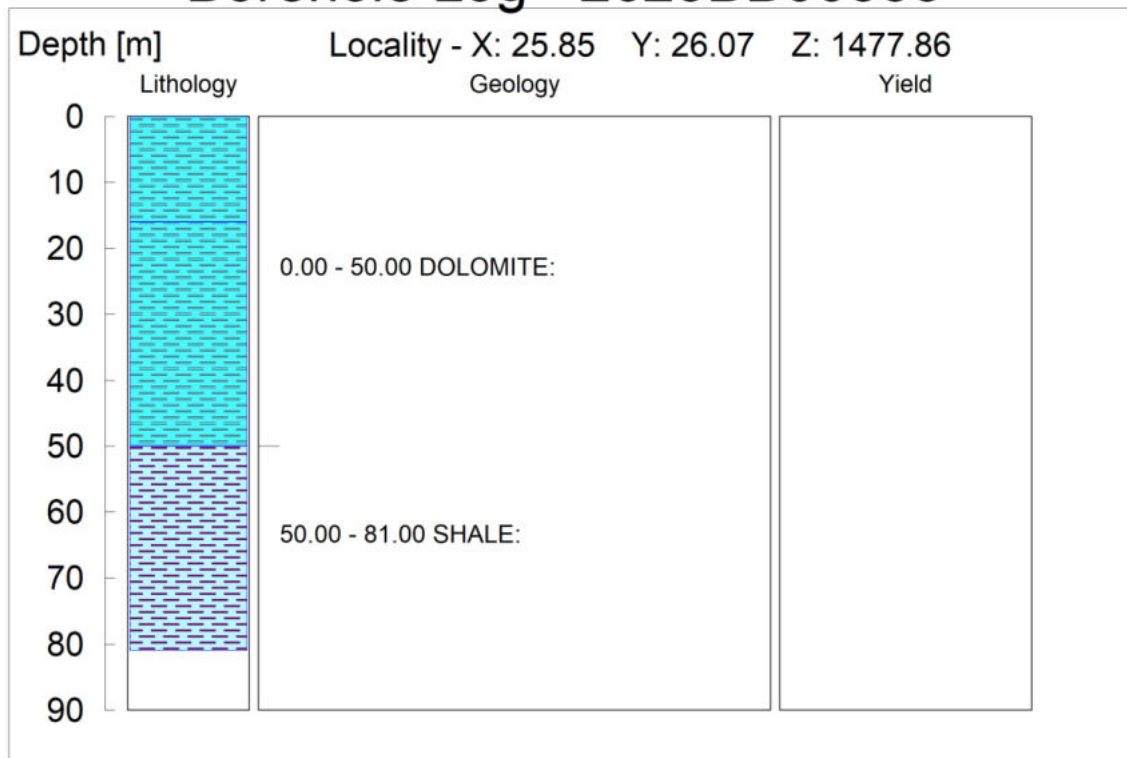 Depth [m]
Locality - X: 25.85 Y: 26.07 Z: 1477.86
Lithology
Geology
Yield
0
10
20
0.00 - 50.00 DOLOMITE:
30
40
50
60
50.00 - 81.00 SHALE:
70
80
90